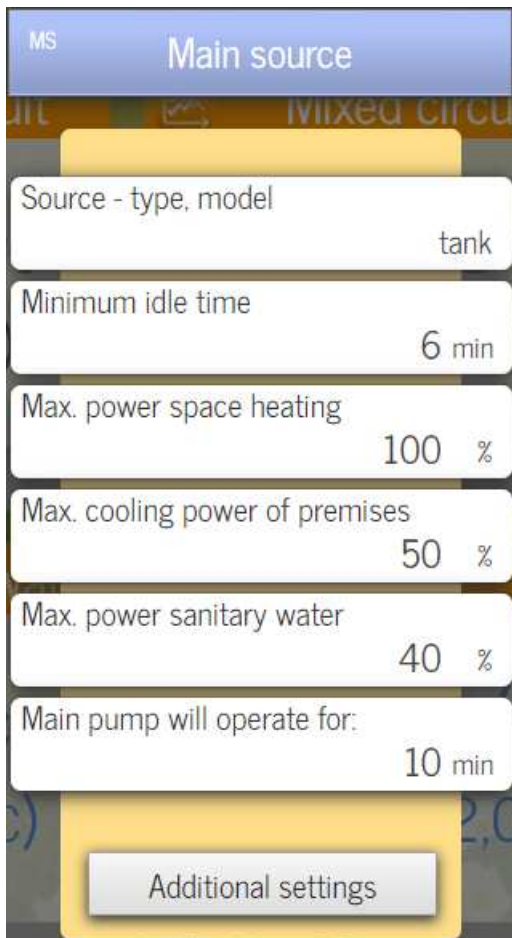 MS
Main source
Mixed circu
Source - type, model
tank
Minimum idle time
6 min
Max. power space heating
100 %
Max. cooling power of premises
50 %
Max. power sanitary water
40 %
Main pump will operate for:
10 min
2,0
Additional settings